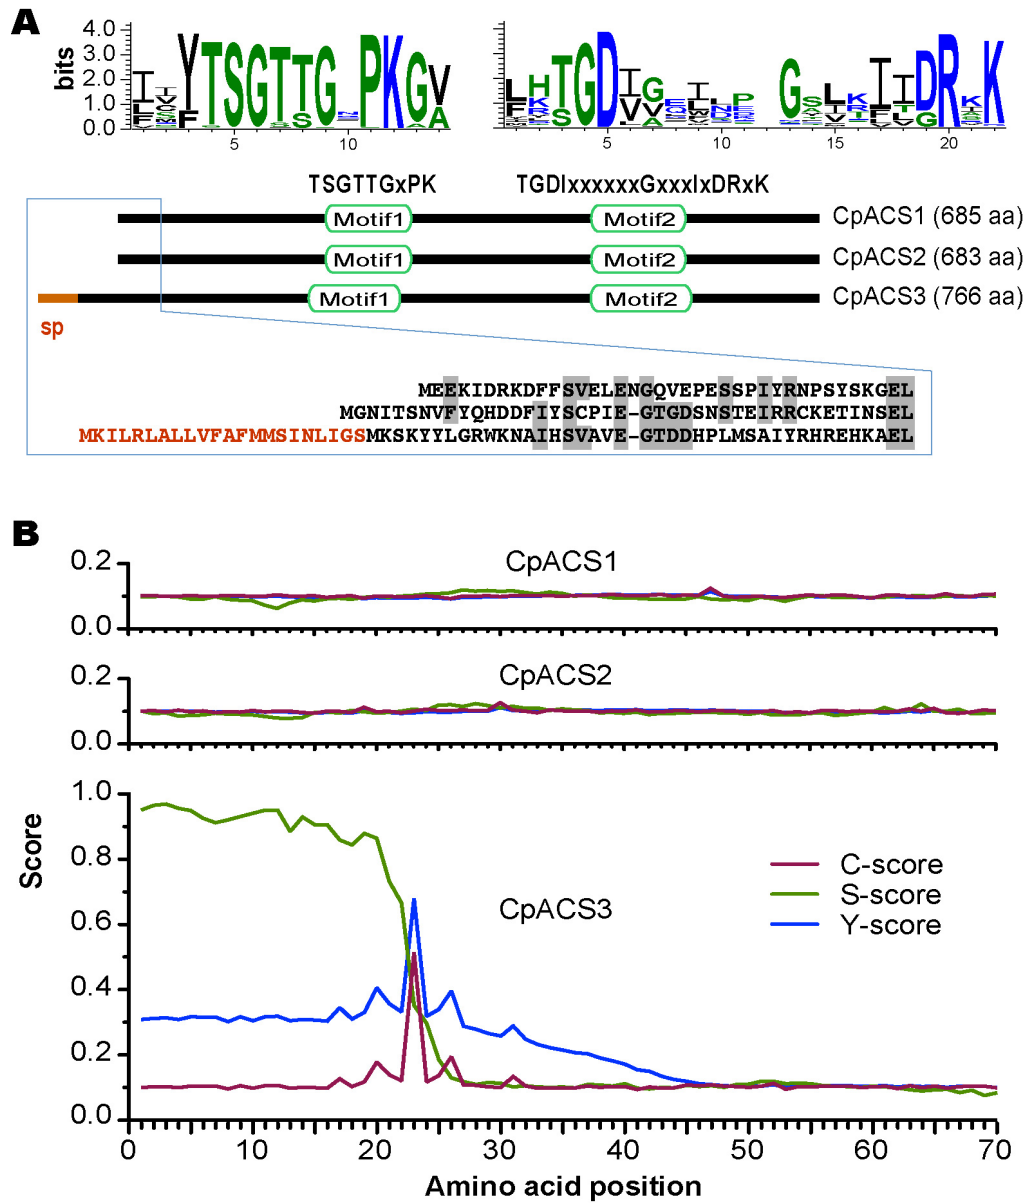 A
bits
4.0
3.0
2.0
1.0
0.0
YTSGTTG PKGV
TGD G DR K
5 10
5 10 15 20
TSGTTGxPK TGDIxxxxxxGxxxIxDRxK
Motif1 Motif2 CpACS1 (685 aa)
Motif1 Motif2 CpACS2 (683 aa)
Motif1 Motif2 CpACS3 (766 aa)
sp
MEEKIDRKDFFSVELENGQVEPESSPIYRNPSYSKGEL
MGNITSNVFYQHDDFIYSCPIE-GTGDSNSTEIRRCKETINSEL
MKILRLALLVFAFMMSINLIGSMKSKYYLGRWKNAIHSVAVE-GTDDHPLMSAIYRHREHKAEL
B
0.2
CpACS1
0.0
0.2
CpACS2
0.0
1.0
0.8
0.6
0.4
0.2
0.0
Score
CpACS3
C-score
S-score
Y-score
0 10 20 30 40 50 60 70
Amino acid position